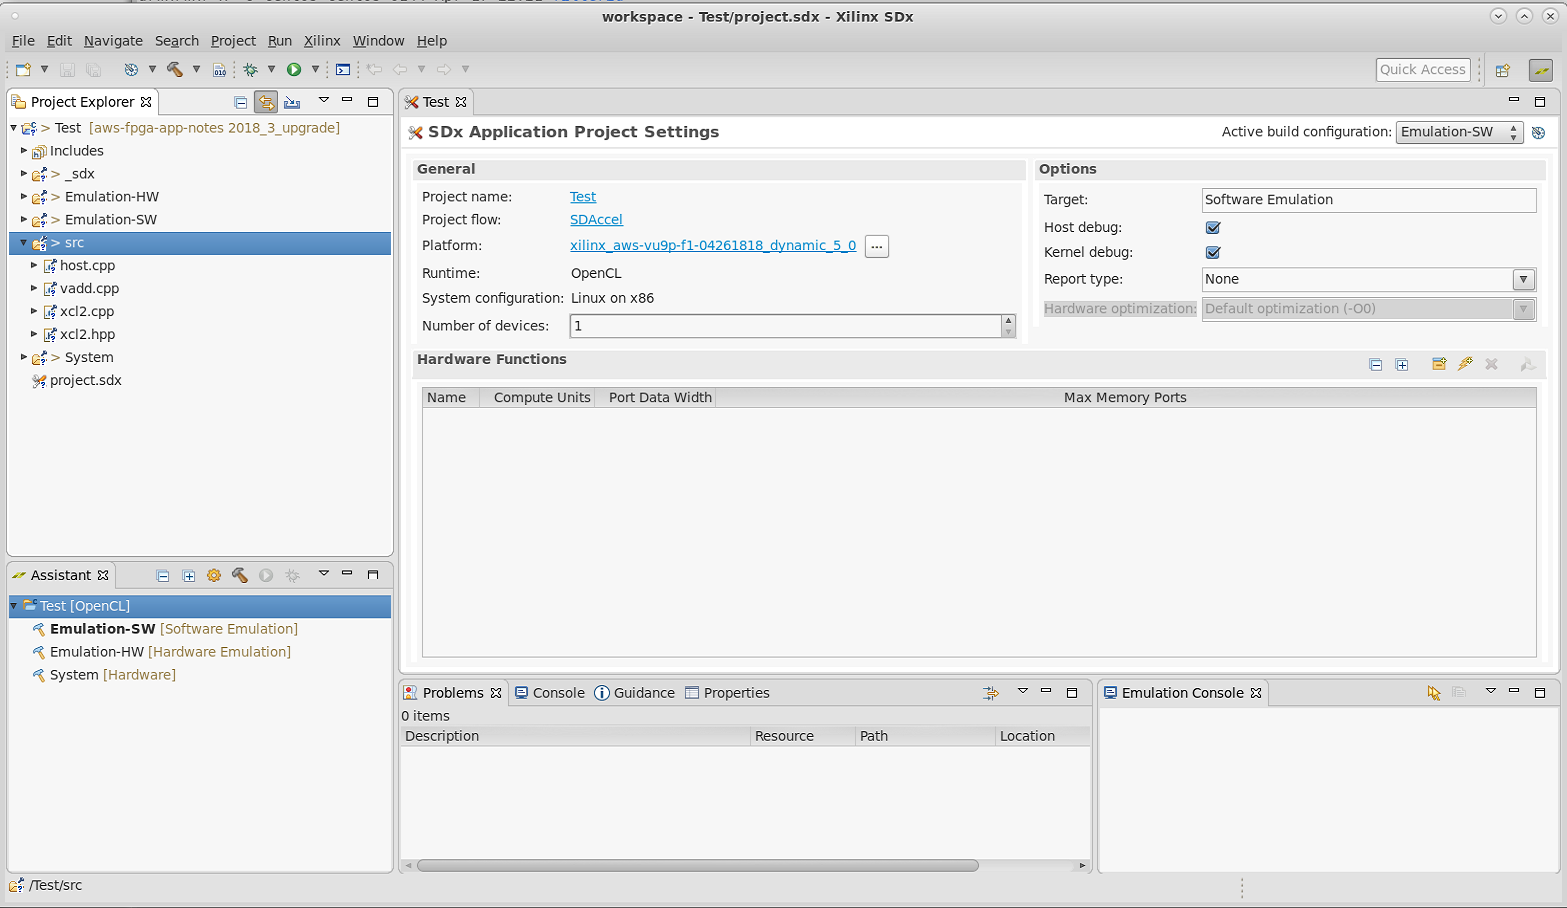 workspace - Test/project.sdx - Xilinx SDx
File Edit Navigate Search Project Run Xilinx Window Help
Quick Access
Project Explorer
> Test [aws-fpga-app-notes 2018_3_upgrade]
Includes
> _sdx
> Emulation-HW
> Emulation-SW
> src
host.cpp
vadd.cpp
xcl2.cpp
xcl2.hpp
> System
project.sdx
Assistant
Test [OpenCL]
Emulation-SW [Software Emulation]
Emulation-HW [Hardware Emulation]
System [Hardware]
Test
SDx Application Project Settings
Active build configuration: Emulation-SW
General
Project name: Test
Project flow: SDAccel
Platform: xilinx_aws-vu9p-f1-04261818_dynamic_5_0 ...
Runtime: OpenCL
System configuration: Linux on x86
Number of devices: 1
Options
Target: Software Emulation
Host debug:
Kernel debug:
Report type: None
Hardware optimization: Default optimization (-O0)
Hardware Functions
Name Compute Units Port Data Width Max Memory Ports
Problems Console Guidance Properties
0 items
Description Resource Path Location
Emulation Console
/Test/src